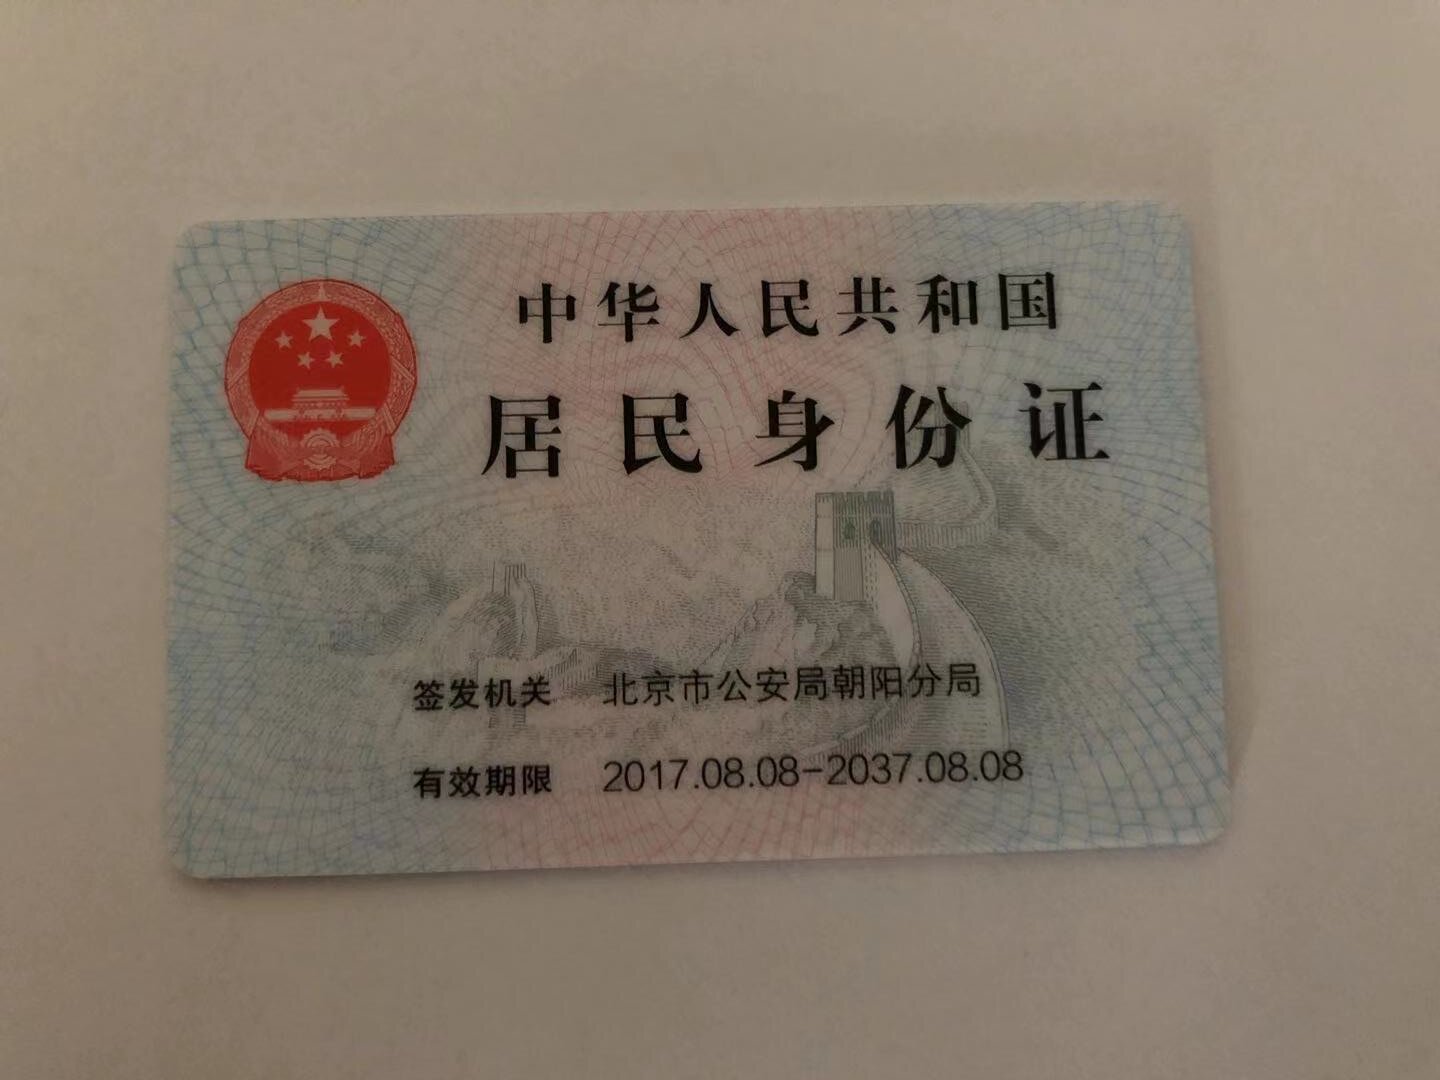 中华人民共和国
居民身份证
签发机关 北京市公安局朝阳分局
有效期限 2017.08.08-2037.08.08